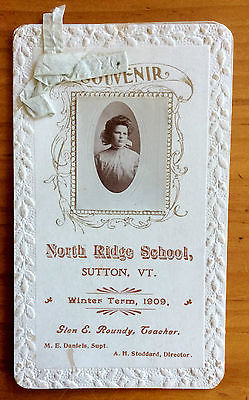 SOUVENIR
North Ridge School,
SUTTON, VT.
Winter Term, 1909,
Glen E. Roundy, Teacher.
M. E. Daniels, Supt.
A. H. Stoddard, Director.